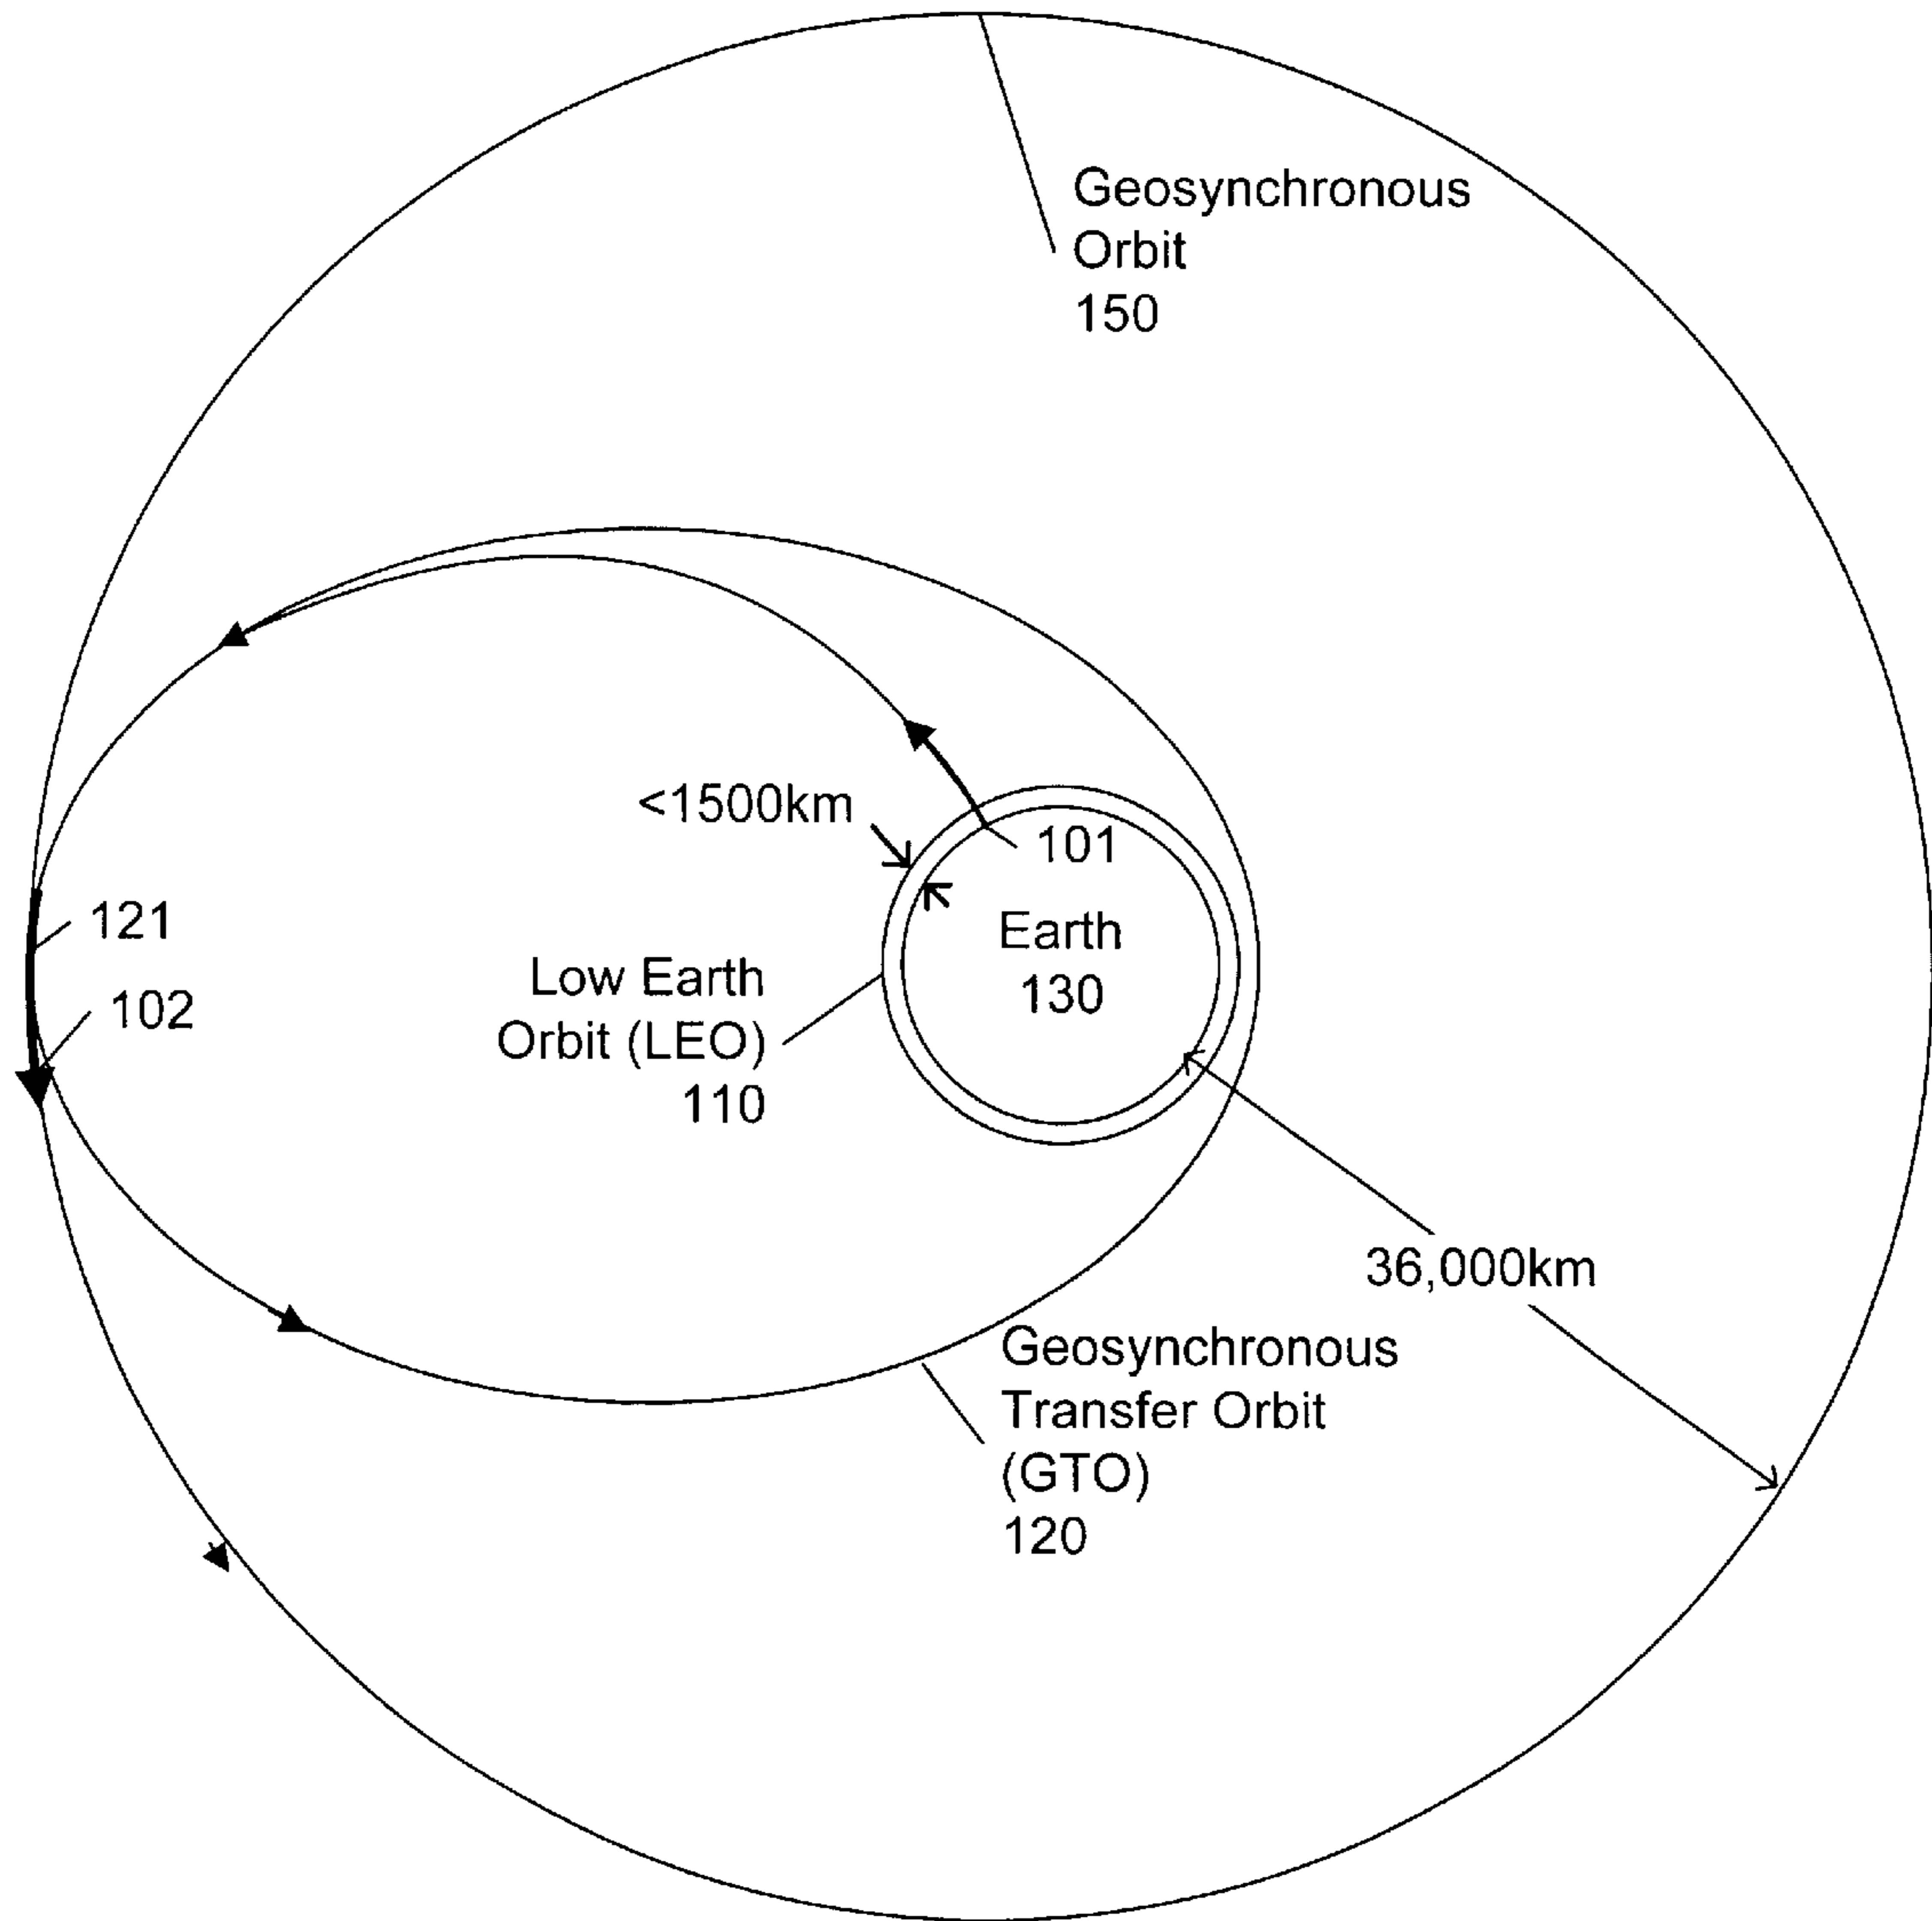 Geosynchronous
Orbit
150
<1500km
101
121
Earth
130
102
Low Earth
Orbit (LEO)
110
36,000km
Geosynchronous
Transfer Orbit
(GTO)
120